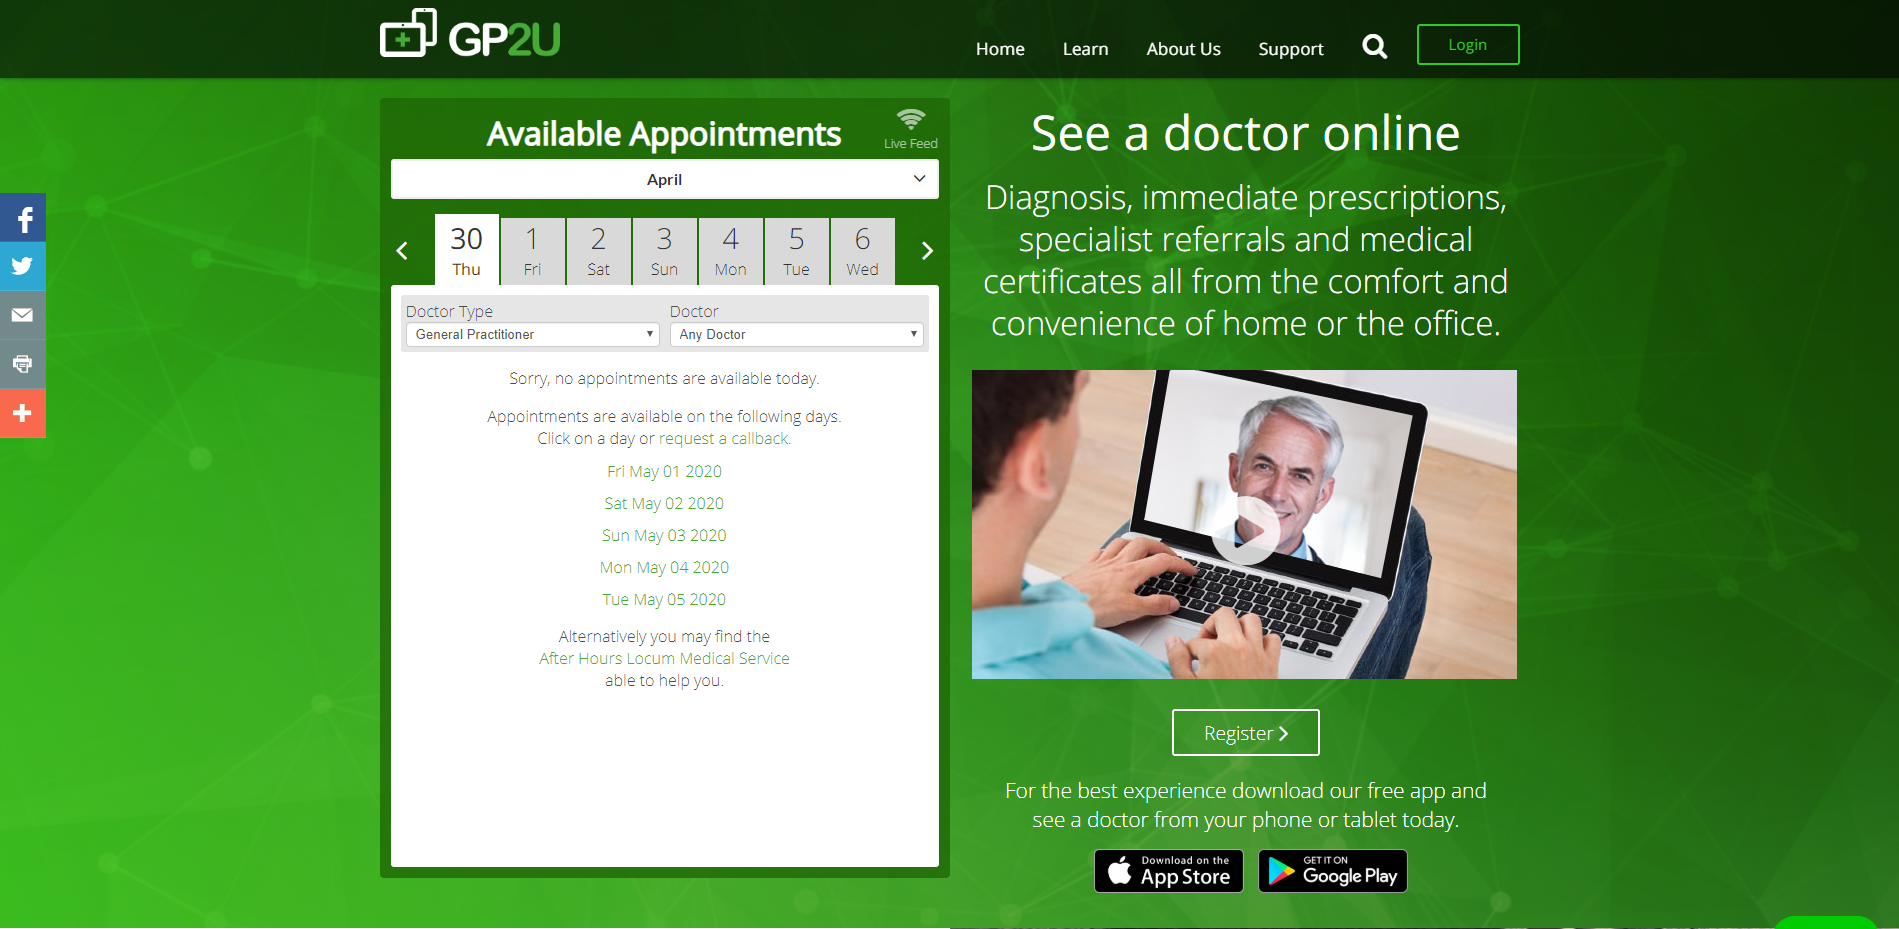 GP2U
Home
Learn
About Us
Support
Login
Available Appointments
Live Feed
April
30
Thu
1
Fri
2
Sat
3
Sun
4
Mon
5
Tue
6
Wed
Doctor Type
Doctor
General Practitioner
Any Doctor
Sorry, no appointments are available today.
Appointments are available on the following days.
Click on a day or request a callback.
Fri May 01 2020
Sat May 02 2020
Sun May 03 2020
Mon May 04 2020
Tue May 05 2020
Alternatively you may find the
After Hours Locum Medical Service
able to help you.
See a doctor online
Diagnosis, immediate prescriptions,
specialist referrals and medical
certificates all from the comfort and
convenience of home or the office.
Register
For the best experience download our free app and
see a doctor from your phone or tablet today.
Download on the
App Store
GET IT ON
Google Play